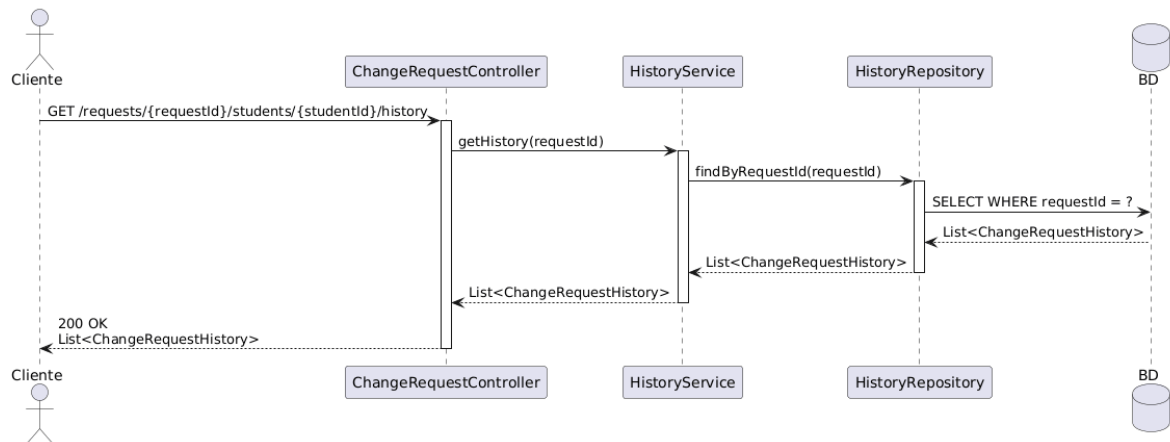 Cliente
ChangeRequestController
HistoryService
HistoryRepository
BD
GET /requests/{requestId}/students/{studentId}/history
getHistory(requestId)
findByRequestId(requestId)
SELECT WHERE requestId = ?
List<ChangeRequestHistory>
List<ChangeRequestHistory>
List<ChangeRequestHistory>
200 OK
List<ChangeRequestHistory>
Cliente
ChangeRequestController
HistoryService
HistoryRepository
BD